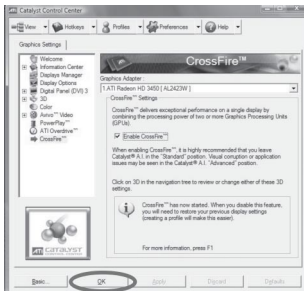 Catalyst Control Center
View
Hotkeys
Profiles
Preferences
Help
Graphics Settings
Welcome
Information Center
Displays Manager
Display Options
Digital Panel (DVI) 3
3D
Color
Avivo™ Video
PowerPlay™
ATI Overdrive™
CrossFire™
CATALYST
CrossFire™
Graphics Adapter
1.ATI Radeon HD 3450 [ AL2423W ]
CrossFire™ Settings
CrossFire™ delivers exceptional performance on a single display by
combining the processing power of two or more Graphics Processing Units
(GPUs).
Enable CrossFire™
When enabling CrossFire™, it is highly recommended that you leave
Catalyst® A.I. in the "Standard" position. Visual corruption or application
issues may be seen in the Catalyst® A.I. "Advanced" position.
Click on 3D in the navigation tree to review or change either of these 3D
settings.
CrossFire™ has now started. When you disable this feature,
you will need to restore your previous display settings
(creating a profile will make this easier).
For more information, press F1
Basic...
OK
Apply
Discard
Defaults